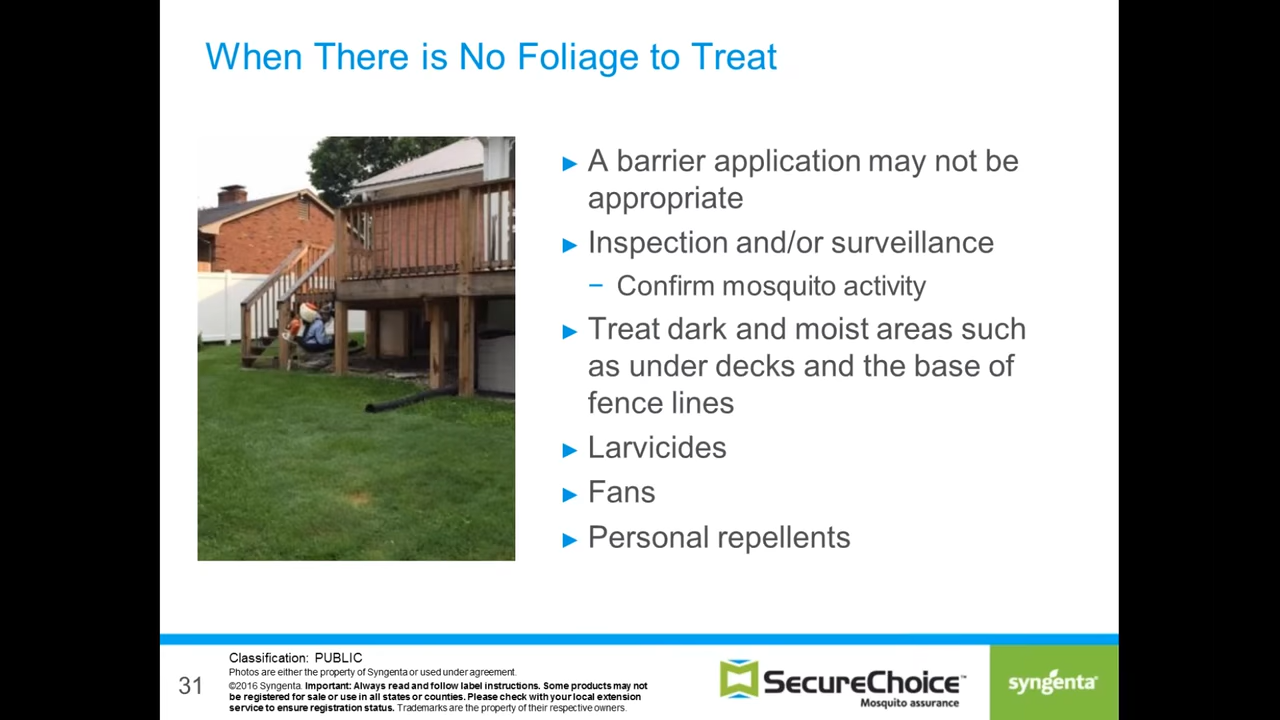 When There is No Foliage to Treat
► A barrier application may not be
appropriate
► Inspection and/or surveillance
− Confirm mosquito activity
► Treat dark and moist areas such
as under decks and the base of
fence lines
► Larvicides
► Fans
► Personal repellents
31
Classification: PUBLIC
Photos are either the property of Syngenta or used under agreement.
©2016 Syngenta. Important: Always read and follow label instructions. Some products may not
be registered for sale or use in all states or counties. Please check with your local extension
service to ensure registration status. Trademarks are the property of their respective owners.
SecureChoice™
Mosquito assurance
syngenta